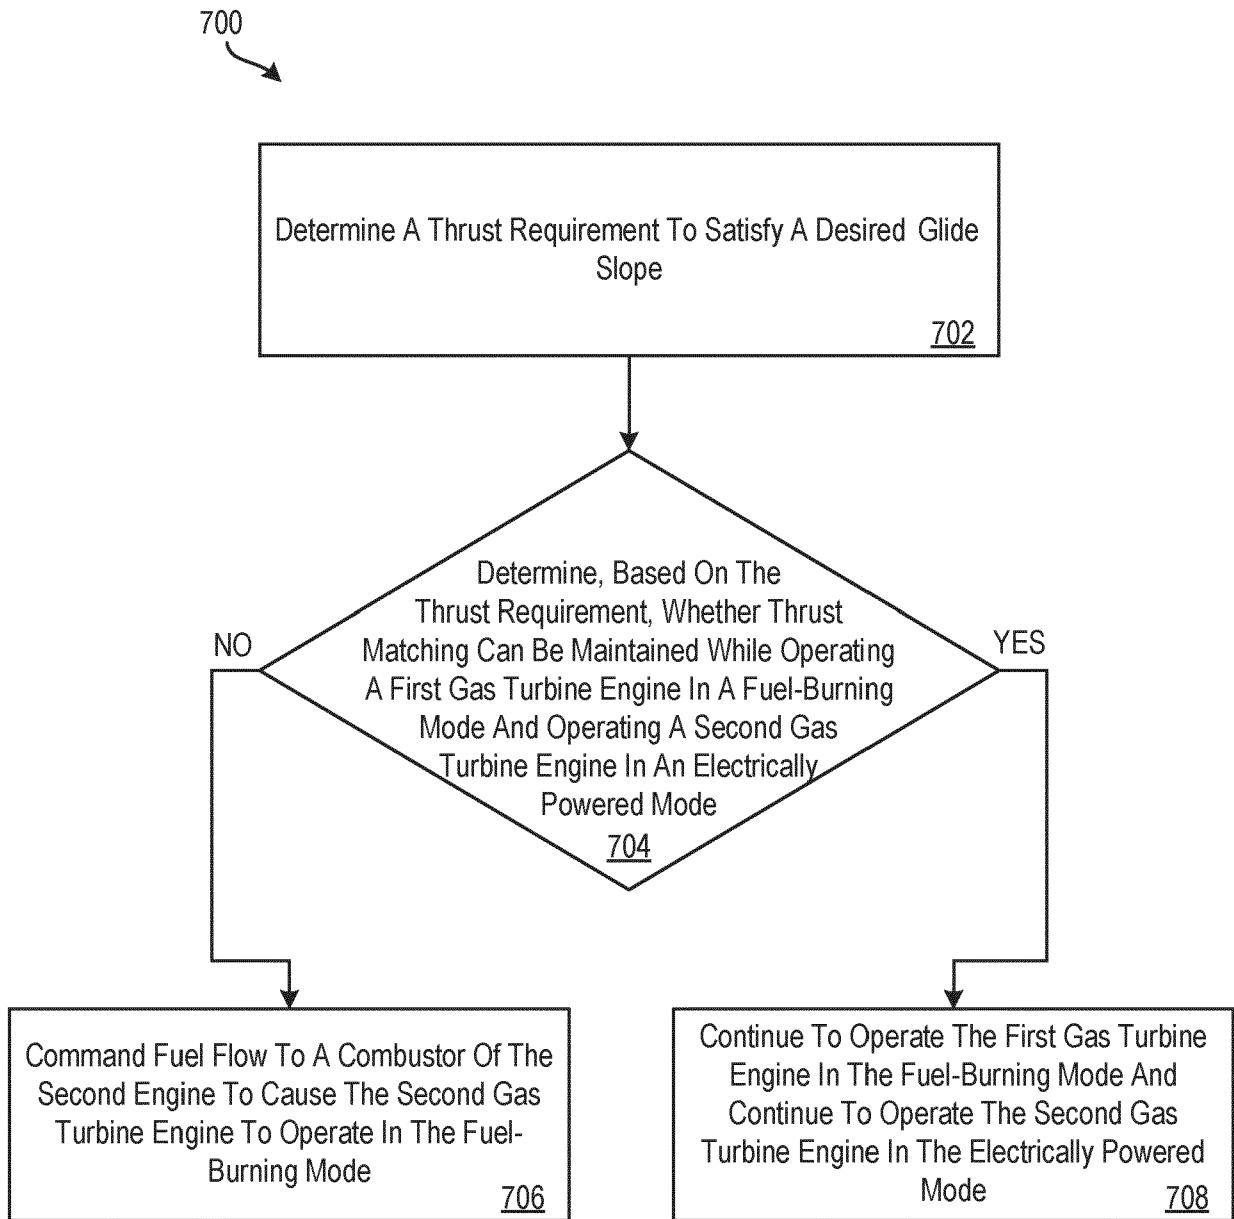 700
Determine A Thrust Requirement To Satisfy A Desired Glide
Slope
702
Determine, Based On The
Thrust Requirement, Whether Thrust
Matching Can Be Maintained While Operating
A First Gas Turbine Engine In A Fuel-Burning
Mode And Operating A Second Gas
Turbine Engine In An Electrically
Powered Mode
704
NO
YES
Command Fuel Flow To A Combustor Of The
Second Engine To Cause The Second Gas
Turbine Engine To Operate In The Fuel-
Burning Mode
706
Continue To Operate The First Gas Turbine
Engine In The Fuel-Burning Mode And
Continue To Operate The Second Gas
Turbine Engine In The Electrically Powered
Mode
708